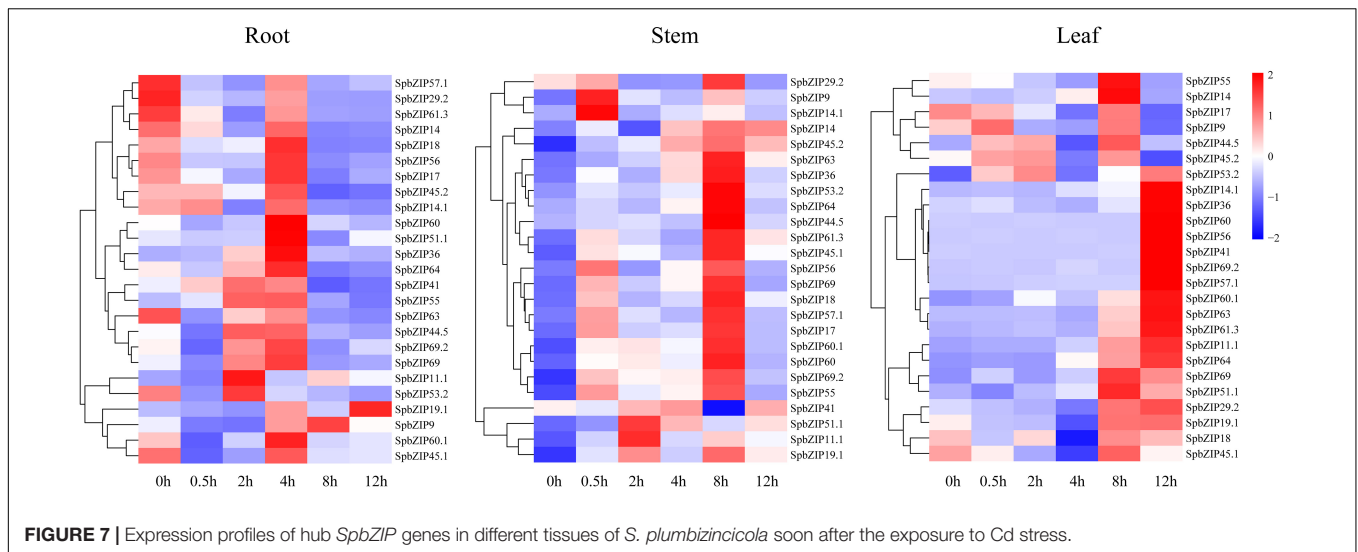 Root
Stem
Leaf
SpbZIP57.1
SpbZIP29.2
SpbZIP61.3
SpbZIP14
SpbZIP18
SpbZIP56
SpbZIP17
SpbZIP45.2
SpbZIP14.1
SpbZIP60
SpbZIP51.1
SpbZIP36
SpbZIP64
SpbZIP41
SpbZIP55
SpbZIP63
SpbZIP44.5
SpbZIP69.2
SpbZIP69
SpbZIP11.1
SpbZIP53.2
SpbZIP19.1
SpbZIP9
SpbZIP60.1
SpbZIP45.1
0h 0.5h 2h 4h 8h 12h
SpbZIP29.2
SpbZIP9
SpbZIP14.1
SpbZIP14
SpbZIP45.2
SpbZIP63
SpbZIP36
SpbZIP53.2
SpbZIP64
SpbZIP44.5
SpbZIP61.3
SpbZIP45.1
SpbZIP56
SpbZIP69
SpbZIP18
SpbZIP57.1
SpbZIP17
SpbZIP60.1
SpbZIP60
SpbZIP69.2
SpbZIP55
SpbZIP41
SpbZIP51.1
SpbZIP11.1
SpbZIP19.1
0h 0.5h 2h 4h 8h 12h
SpbZIP55
SpbZIP14
SpbZIP17
SpbZIP9
SpbZIP44.5
SpbZIP45.2
SpbZIP53.2
SpbZIP14.1
SpbZIP36
SpbZIP60
SpbZIP56
SpbZIP41
SpbZIP69.2
SpbZIP57.1
SpbZIP60.1
SpbZIP63
SpbZIP61.3
SpbZIP11.1
SpbZIP64
SpbZIP69
SpbZIP51.1
SpbZIP29.2
SpbZIP19.1
SpbZIP18
SpbZIP45.1
0h 0.5h 2h 4h 8h 12h
2
1
0
−1
−2
FIGURE 7 | Expression profiles of hub SpbZIP genes in different tissues of S. plumbizincicola soon after the exposure to Cd stress.